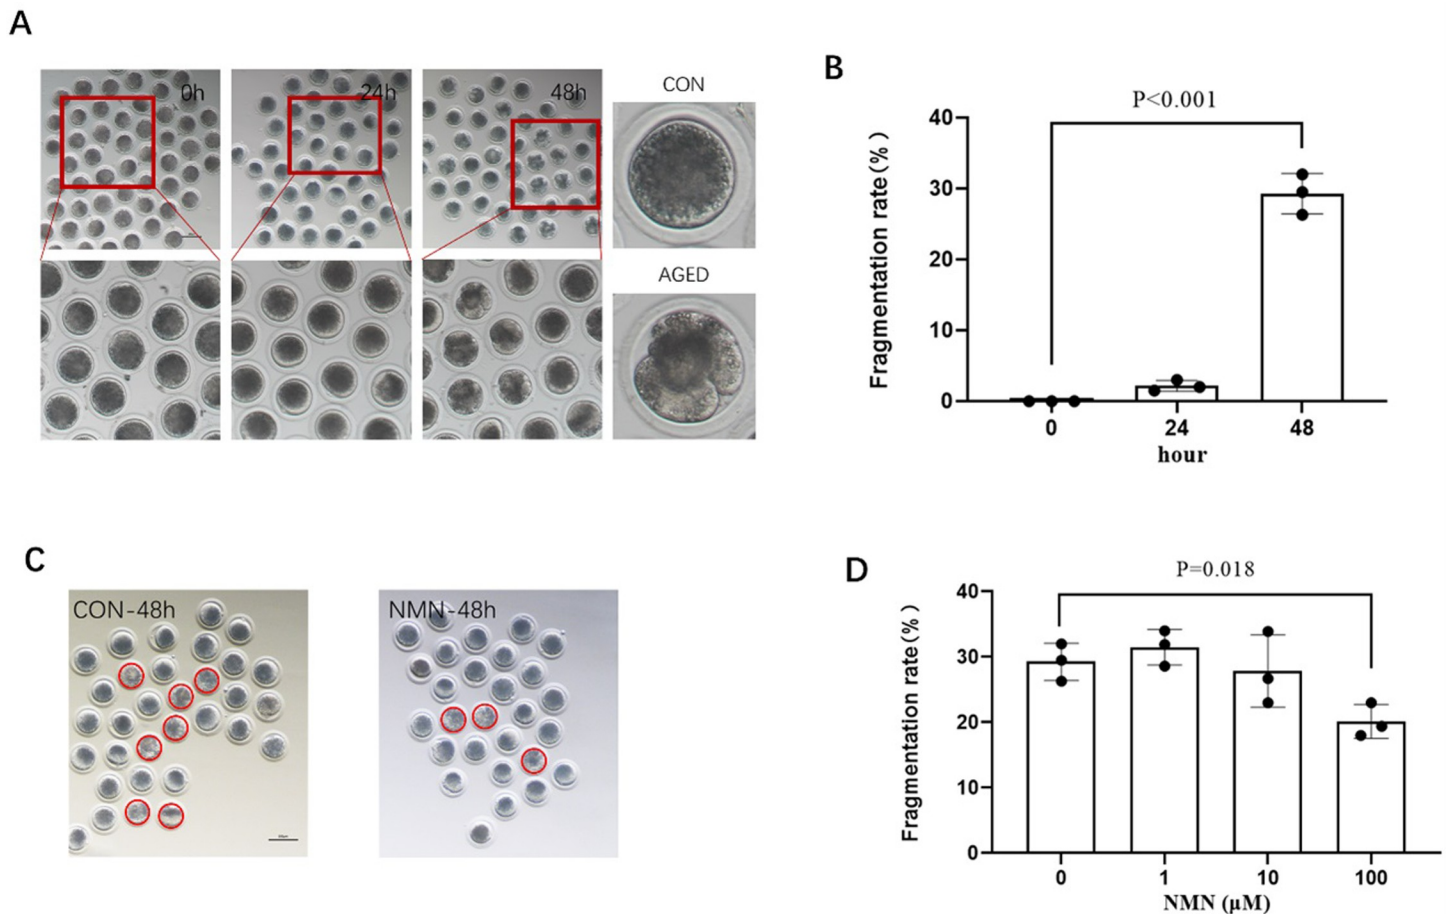 A
0h
24h
48h
CON
AGED
B
P<0.001
Fragmentation rate(%)
40
30
20
10
0
0 24 48
hour
C
CON-48h
NMN-48h
D
P=0.018
Fragmentation rate(%)
40
30
20
10
0
0 1 10 100
NMN (μM)